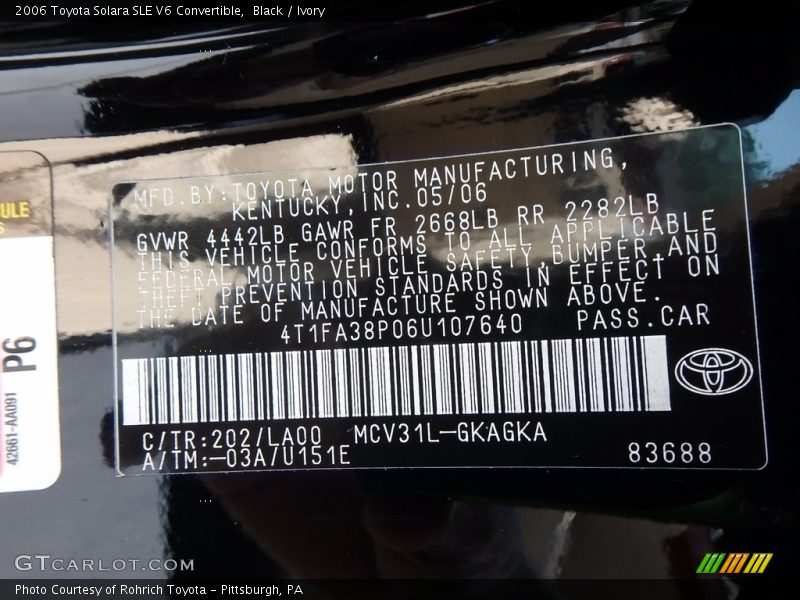 2006 Toyota Solara SLE V6 Convertible,  Black / Ivory
MFD.BY:TOYOTA MOTOR MANUFACTURING,
KENTUCKY,INC.05/06
GVWR 4442LB GAWR FR 2668LB RR 2282LB
THIS VEHICLE CONFORMS TO ALL APPLICABLE
FEDERAL MOTOR VEHICLE SAFETY BUMPER AND
THEFT PREVENTION STANDARDS IN EFFECT ON
THE DATE OF MANUFACTURE SHOWN ABOVE.
4T1FA38P06U107640 PASS.CAR
C/TR:202/LA00 MCV31L-GKAGKA
A/TM:-03A/U151E 83688
P6
42661-AA091
GTCARLOT.COM
Photo Courtesy of Rohrich Toyota - Pittsburgh, PA